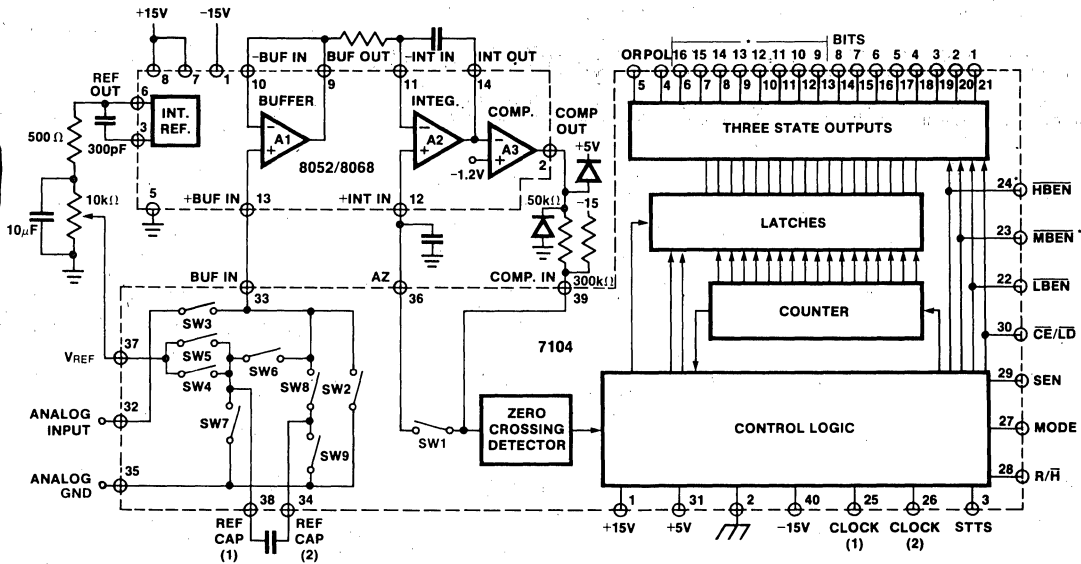 +15V -15V
8 7 1 10 9 11 14
-BUF IN BUF OUT -INT IN INT OUT
REF OUT
6
3
INT. REF.
300pF
500 Ω
10kΩ
10μF
5
BUFFER
A1
8052/8068
INTEG.
A2
COMP.
A3
-1.2V
2
COMP OUT
+5V
50kΩ
-15
300kΩ
+BUF IN 13
+INT IN 12
BUF IN 33
AZ 36
COMP. IN 39
BITS
OR POL 16 15 14 13 12 11 10 9 8 7 6 5 4 3 2 1
5 4 6 7 8 9 10 11 12 13 14 15 16 17 18 19 20 21
THREE STATE OUTPUTS
LATCHES
COUNTER
7104
24 HBEN
23 MBEN
22 LBEN
30 CE/LD
29 SEN
27 MODE
28 R/H
VREF 37
ANALOG INPUT 32
ANALOG GND 35
SW3
SW5
SW4
SW6
SW7
SW8
SW2
SW9
SW1
ZERO CROSSING DETECTOR
CONTROL LOGIC
38 34
REF CAP (1)
REF CAP (2)
1 31 2 40 25 26 3
+15V +5V -15V CLOCK (1) CLOCK (2) STTS